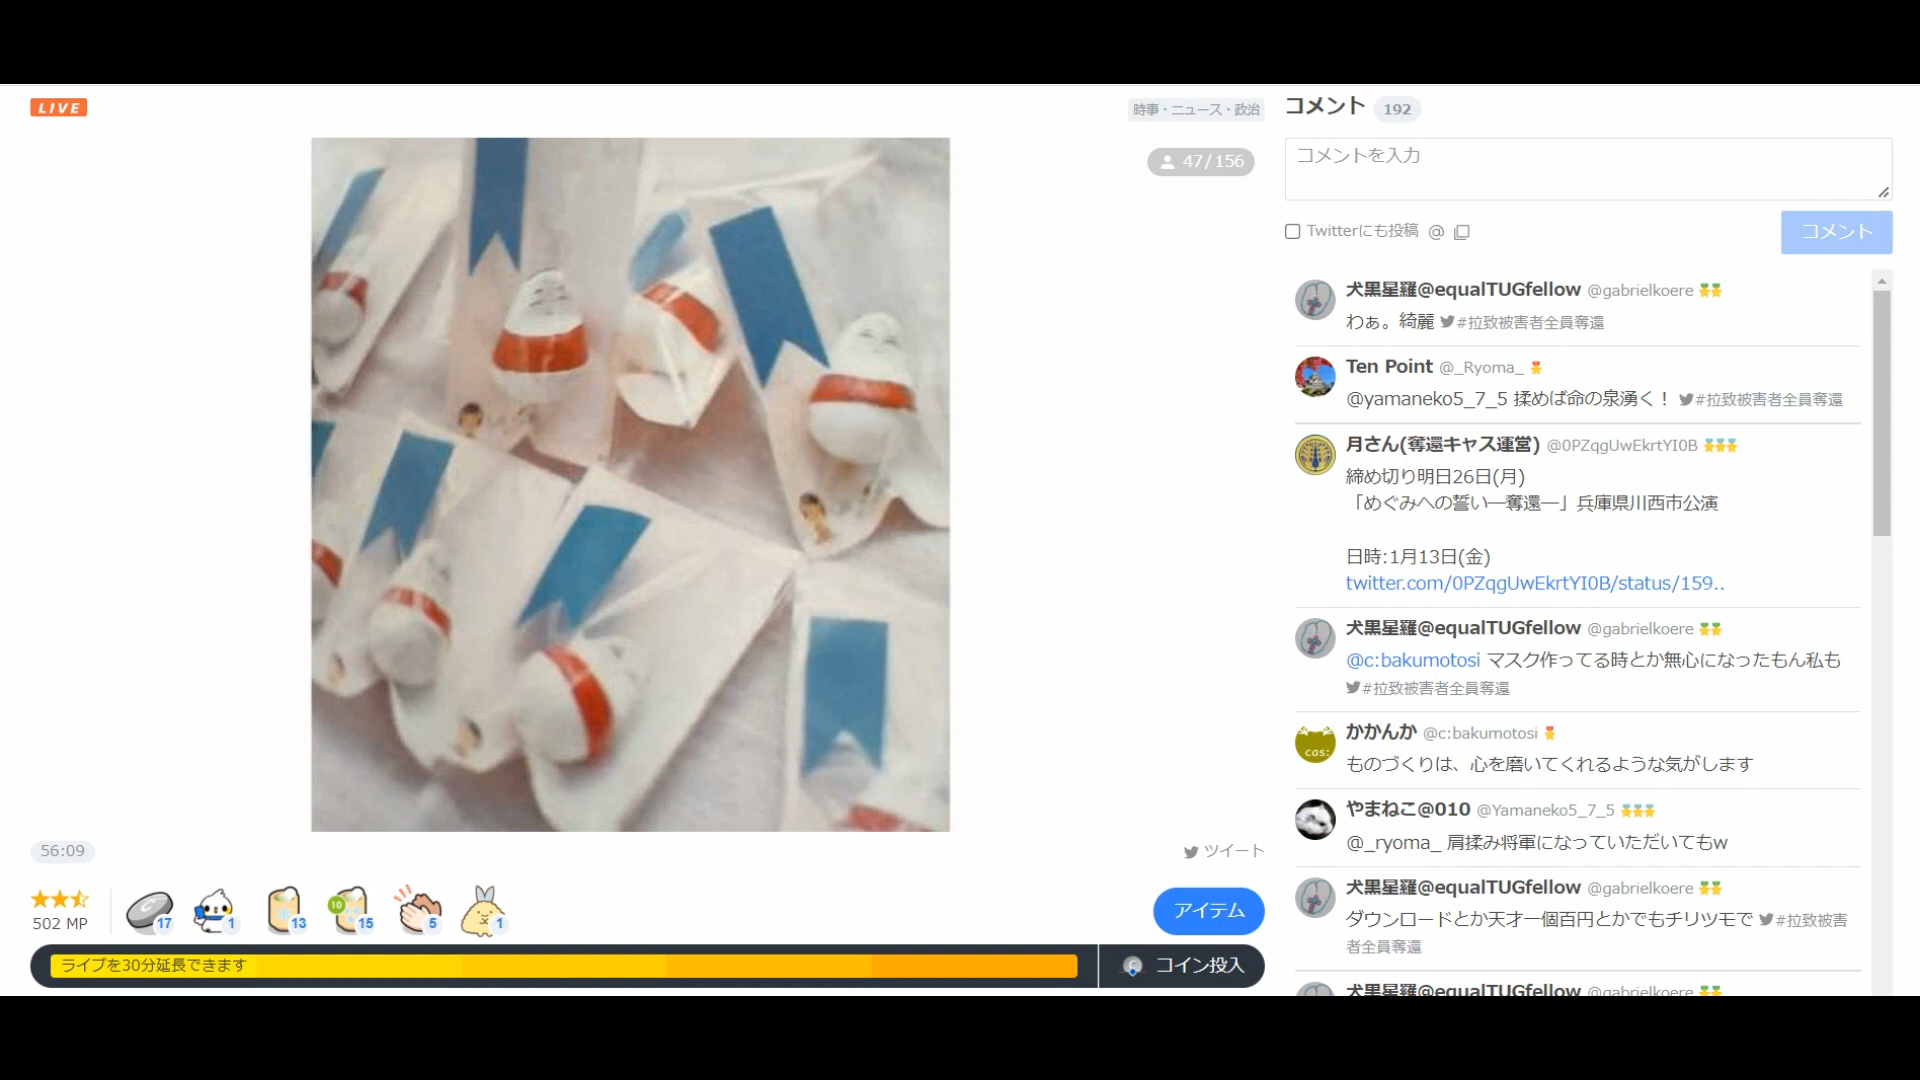 LIVE
時事・ニュース・政治
47/156
コメント 192
コメントを入力
Twitterにも投稿 @
コメント
犬黒星羅@equalTUGfellow @gabrielkoere
わぁ。綺麗 #拉致被害者全員奪還
Ten Point @_Ryoma_
@yamaneko5_7_5 揉めば命の泉湧く！ #拉致被害者全員奪還
月さん(奪還キャス運営) @0PZqgUwEkrtYI0B
締め切り明日26日(月)
「めぐみへの誓い—奪還—」兵庫県川西市公演
日時:1月13日(金)
twitter.com/0PZqgUwEkrtYI0B/status/159..
犬黒星羅@equalTUGfellow @gabrielkoere
@c:bakumotosi マスク作ってる時とか無心になったもん私も
#拉致被害者全員奪還
cas:
かかんか @c:bakumotosi
ものづくりは、心を磨いてくれるような気がします
やまねこ@010 @Yamaneko5_7_5
@_ryoma_ 肩揉み将軍になっていただいてもw
犬黒星羅@equalTUGfellow @gabrielkoere
ダウンロードとか天才一個百円とかでもチリツモで #拉致被害
者全員奪還
犬黒星羅@equalTUGfellow @gabrielkoere
56:09
ツイート
502 MP
17
1
13
10
15
5
1
アイテム
ライブを30分延長できます
C コイン投入